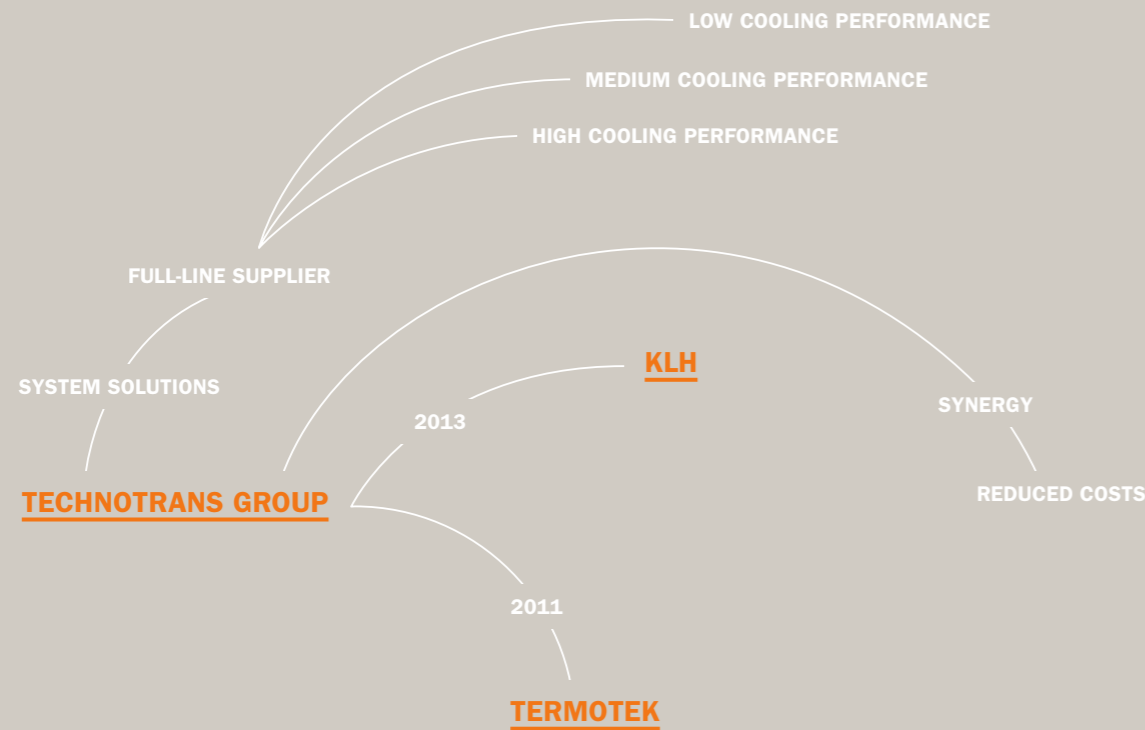 LOW COOLING PERFORMANCE
MEDIUM COOLING PERFORMANCE
HIGH COOLING PERFORMANCE
FULL-LINE SUPPLIER
KLH
SYSTEM SOLUTIONS
SYNERGY
2013
TECHNOTRANS GROUP
REDUCED COSTS
2011
TERMOTEK